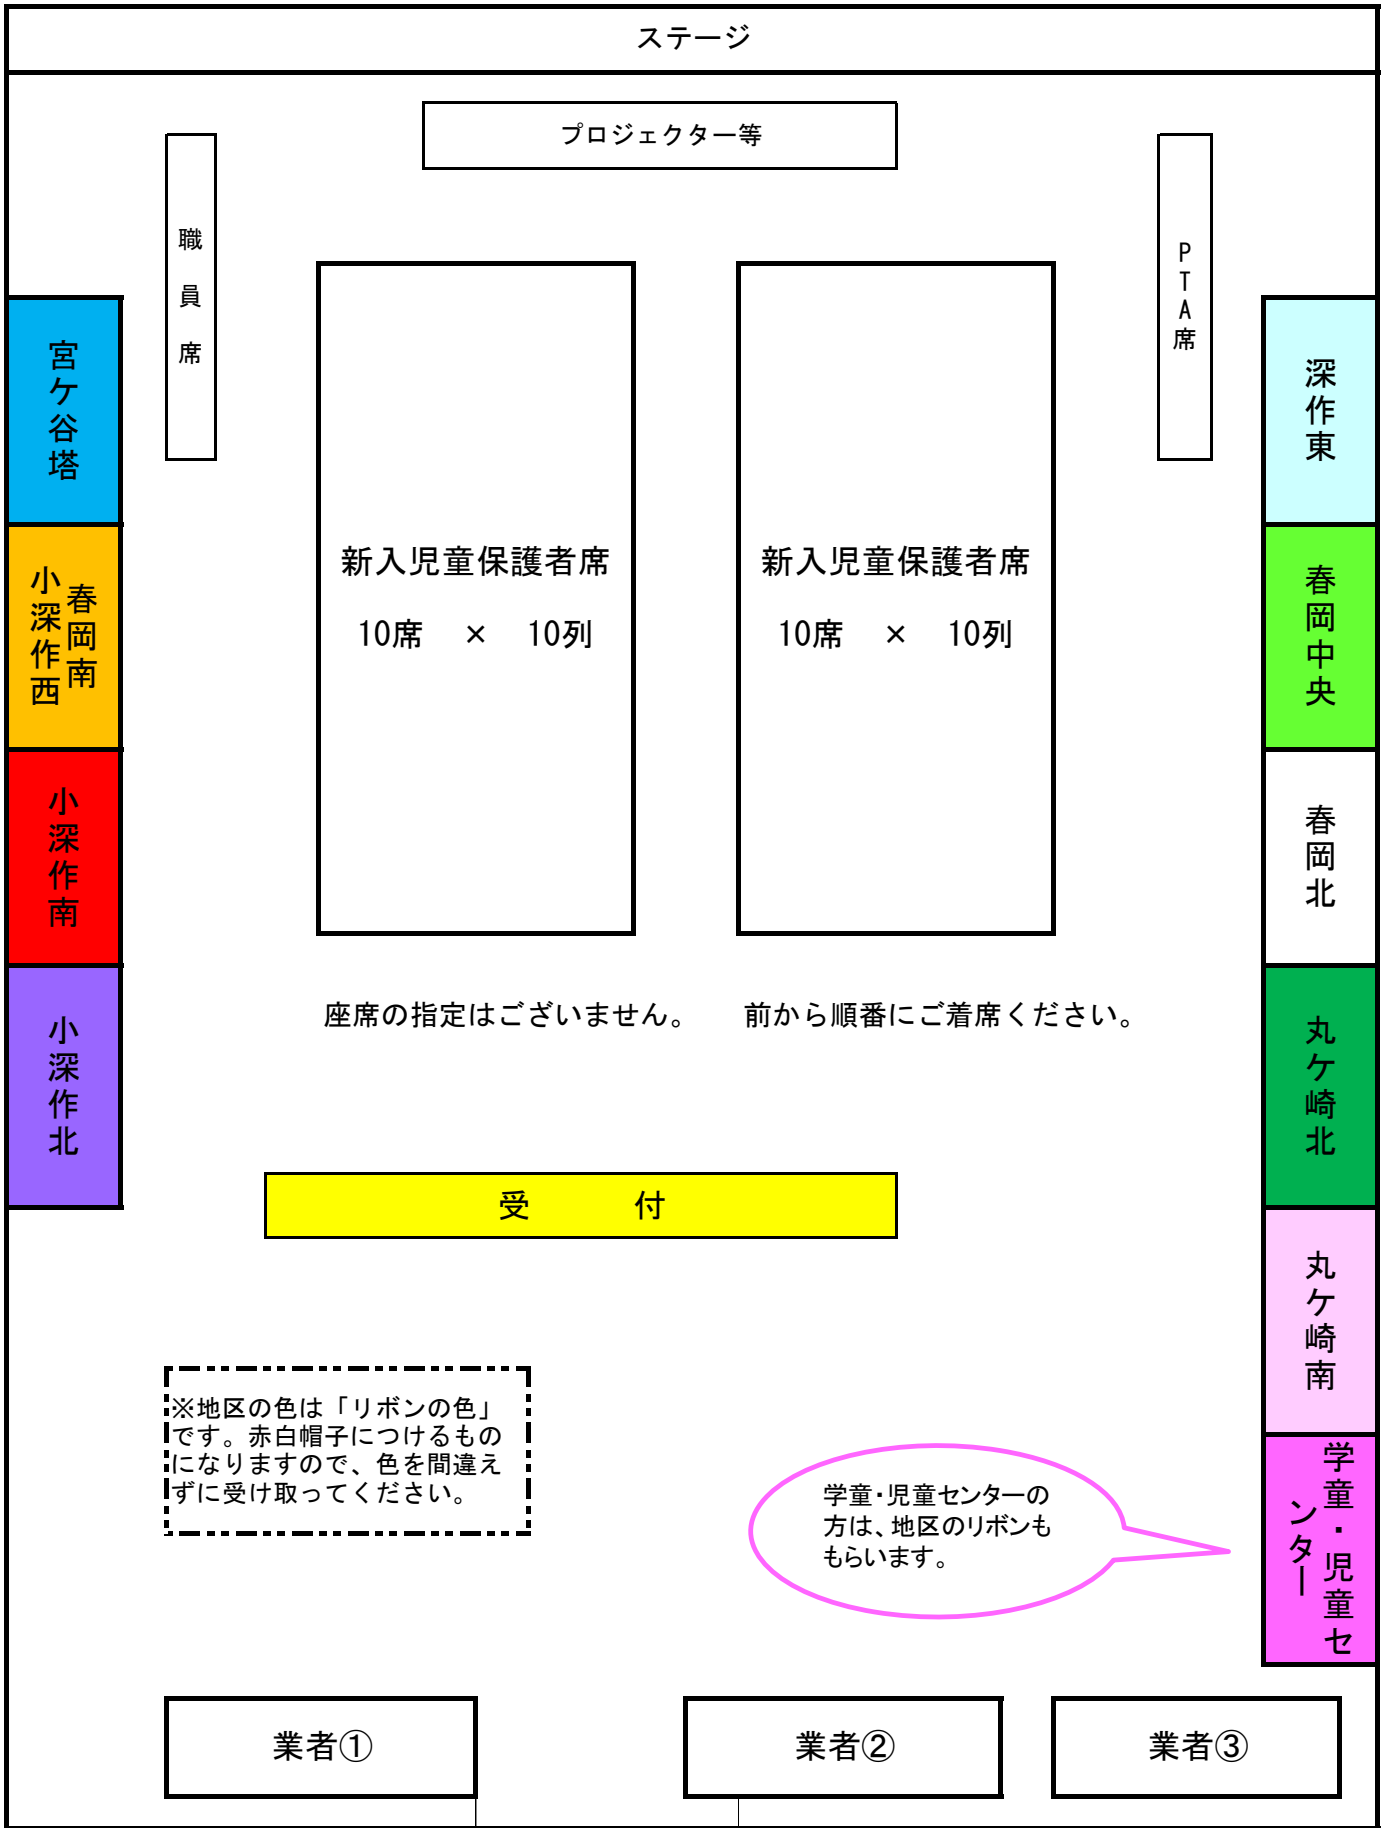 ステージ
プロジェクター等
職員席
PTA席
宮ケ谷塔
春岡南
小深作西
小深作南
小深作北
新入児童保護者席
10席 × 10列
新入児童保護者席
10席 × 10列
深作東
春岡中央
春岡北
丸ケ崎北
丸ケ崎南
学童・児童セ
ンター
座席の指定はございません。 前から順番にご着席ください。
受 付
※地区の色は「リボンの色」
です。赤白帽子につけるもの
になりますので、色を間違え
ずに受け取ってください。
学童・児童センターの
方は、地区のリボンも
もらいます。
業者①
業者②
業者③